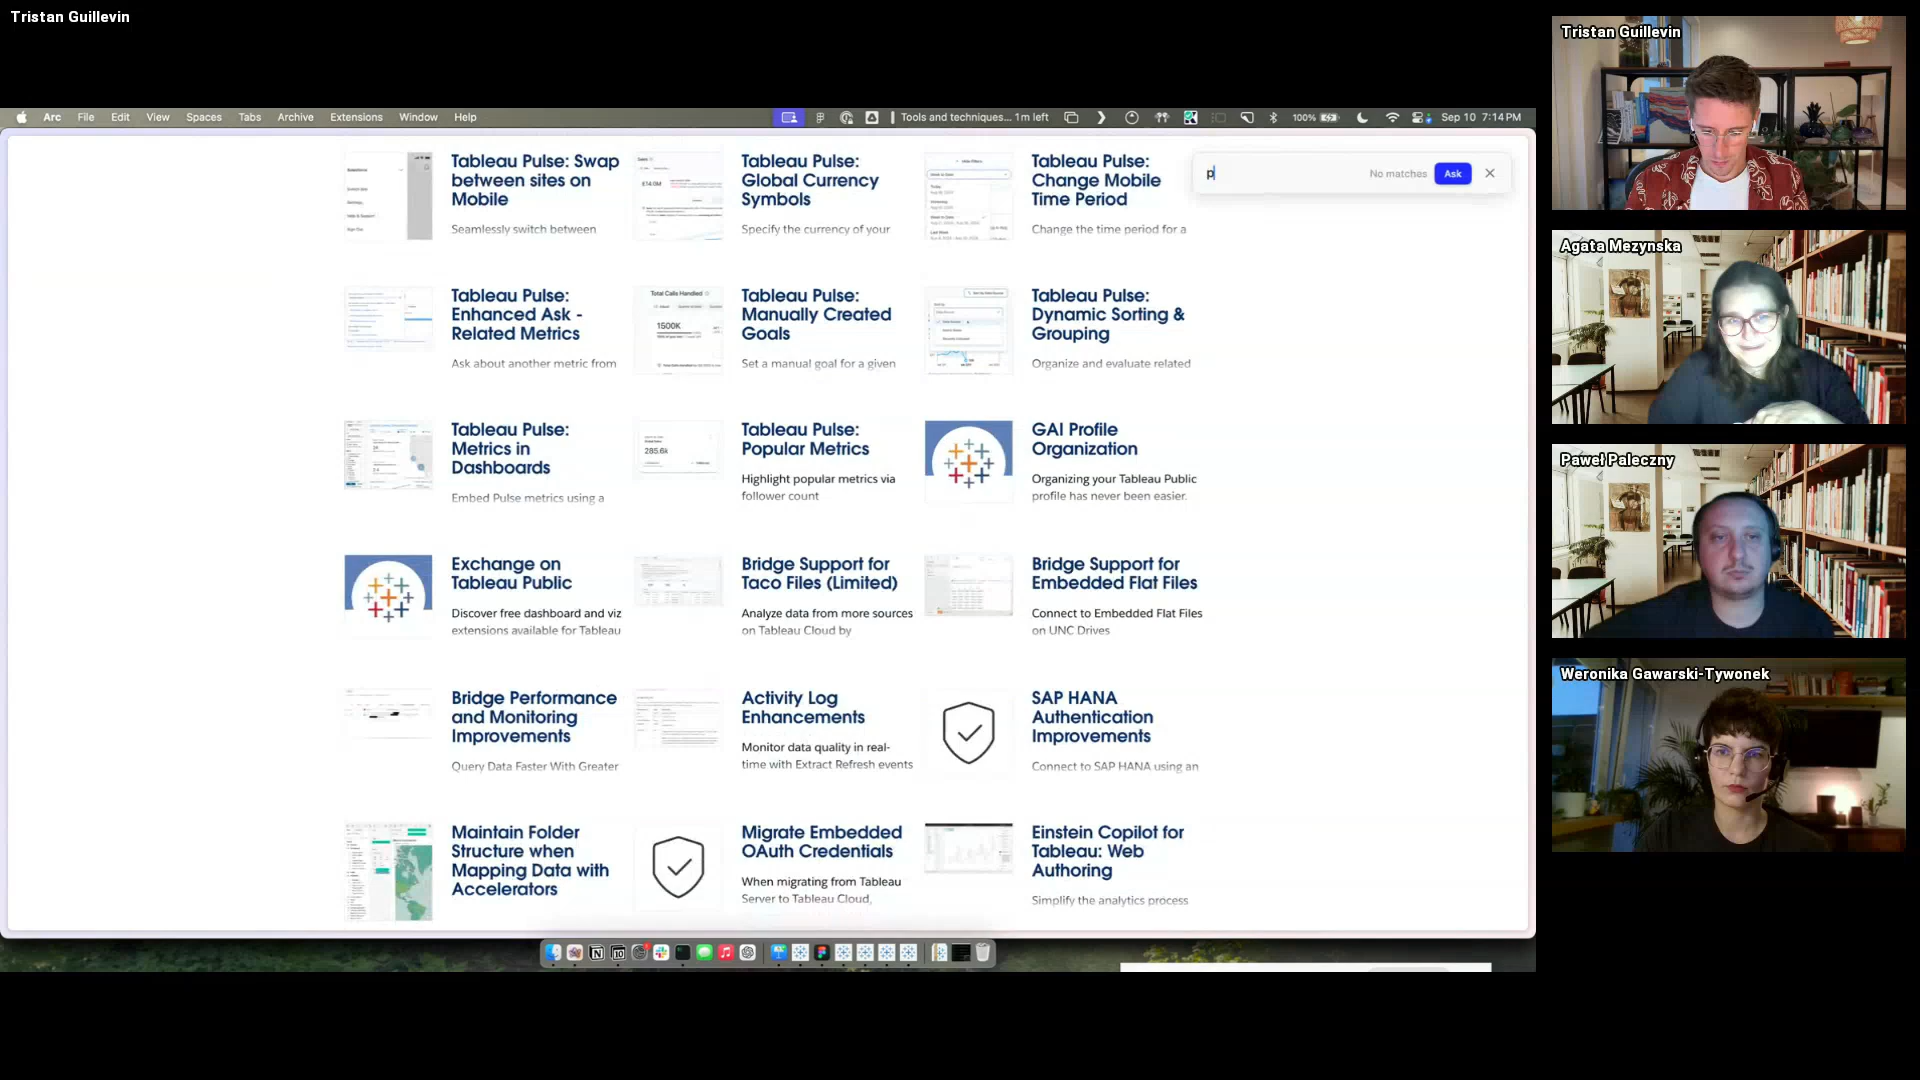 Tristan Guillevin
Arc File Edit View Spaces Tabs Archive Extensions Window Help
Tools and techniques... 1m left
100%
Sep 10 7:14 PM
p
No matches
Ask
Tableau Pulse: Swap
between sites on
Mobile
Seamlessly switch between
Tableau Pulse:
Global Currency
Symbols
Specify the currency of your
Tableau Pulse:
Change Mobile
Time Period
Change the time period for a
Tableau Pulse:
Enhanced Ask -
Related Metrics
Ask about another metric from
Total Calls Handled
1500K
Tableau Pulse:
Manually Created
Goals
Set a manual goal for a given
Tableau Pulse:
Dynamic Sorting &
Grouping
Organize and evaluate related
Tableau Pulse:
Metrics in
Dashboards
Embed Pulse metrics using a
285.6k
Tableau Pulse:
Popular Metrics
Highlight popular metrics via
follower count
GAI Profile
Organization
Organizing your Tableau Public
profile has never been easier.
Exchange on
Tableau Public
Discover free dashboard and viz
extensions available for Tableau
Bridge Support for
Taco Files (Limited)
Analyze data from more sources
on Tableau Cloud by
Bridge Support for
Embedded Flat Files
Connect to Embedded Flat Files
on UNC Drives
Bridge Performance
and Monitoring
Improvements
Query Data Faster With Greater
Activity Log
Enhancements
Monitor data quality in real-
time with Extract Refresh events
SAP HANA
Authentication
Improvements
Connect to SAP HANA using an
Maintain Folder
Structure when
Mapping Data with
Accelerators
Migrate Embedded
OAuth Credentials
When migrating from Tableau
Server to Tableau Cloud,
Einstein Copilot for
Tableau: Web
Authoring
Simplify the analytics process
Tristan Guillevin
Agata Mezynska
Paweł Paleczny
Weronika Gawarski-Tywonek